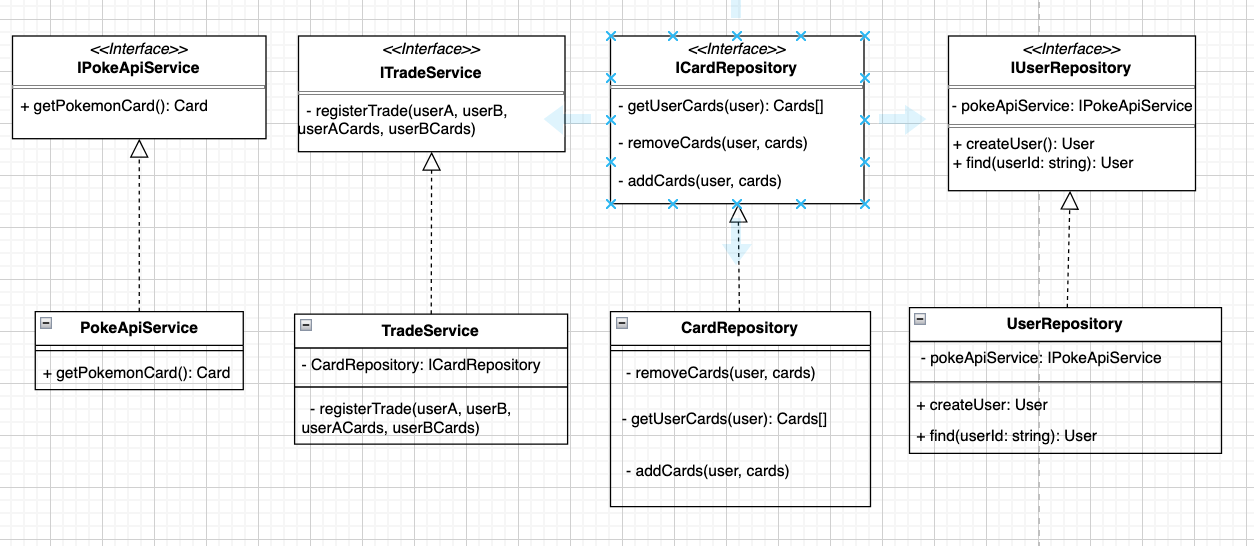 <<Interface>>
IPokeApiService
+ getPokemonCard(): Card
<<Interface>>
ITradeService
- registerTrade(userA, userB,
userACards, userBCards)
<<Interface>>
ICardRepository
- getUserCards(user): Cards[]
- removeCards(user, cards)
- addCards(user, cards)
<<Interface>>
IUserRepository
- pokeApiService: IPokeApiService
+ createUser(): User
+ find(userId: string): User
PokeApiService
+ getPokemonCard(): Card
TradeService
- CardRepository: ICardRepository
- registerTrade(userA, userB,
userACards, userBCards)
CardRepository
- removeCards(user, cards)
- getUserCards(user): Cards[]
- addCards(user, cards)
UserRepository
- pokeApiService: IPokeApiService
+ createUser: User
+ find(userId: string): User